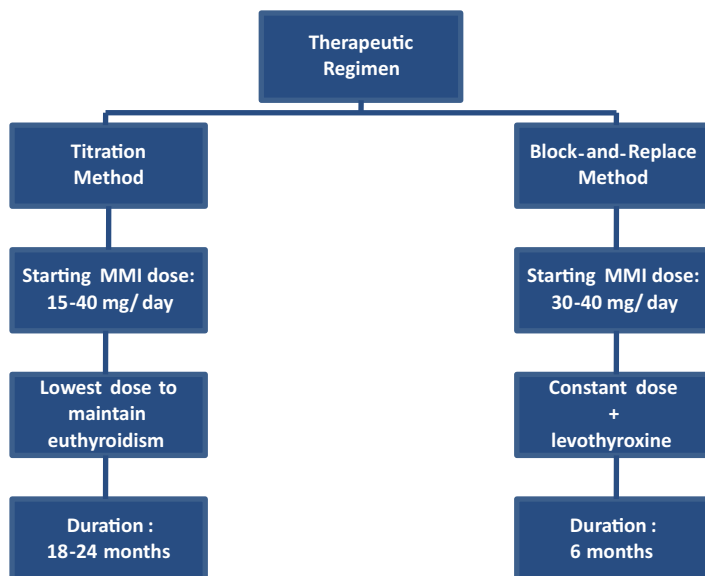 Therapeutic
Regimen
Titration
Method
Starting MMI dose:
15-40 mg/ day
Lowest dose to
maintain
euthyroidism
Duration :
18-24 months
Block-and-Replace
Method
Starting MMI dose:
30-40 mg/ day
Constant dose
+
levothyroxine
Duration :
6 months